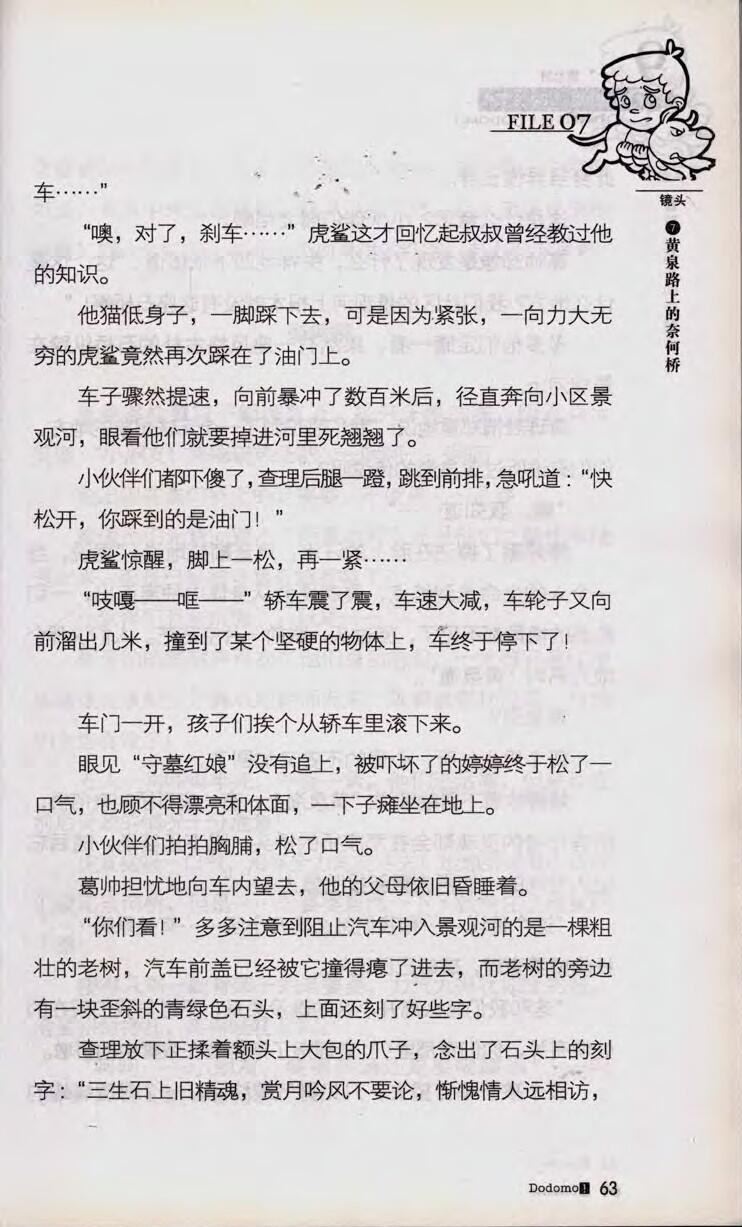 FILE 07
镜头
7 黄泉路上的奈何桥
车……”
“噢，对了，刹车……” 虎鲨这才回忆起叔叔曾经教过他
的知识。
他猫低身子，一脚踩下去，可是因为紧张，一向力大无
穷的虎鲨竟然再次踩在了油门上。
车子骤然提速，向前暴冲了数百米后，径直奔向小区景
观河，眼看他们就要掉进河里死翘翘了。
小伙伴们都吓傻了，查理后腿一蹬，跳到前排，急吼道：“快
松开，你踩到的是油门！”
虎鲨惊醒，脚上一松，再一紧……
“吱嘎——哐——” 轿车震了震，车速大减，车轮子又向
前溜出几米，撞到了某个坚硬的物体上，车终于停下了！
车门一开，孩子们挨个从轿车里滚下来。
眼见“守墓红娘”没有追上，被吓坏了的婷婷终于松了一
口气，也顾不得漂亮和体面，一下子瘫坐在地上。
小伙伴们拍拍胸脯，松了口气。
葛帅担忧地向车内望去，他的父母依旧昏睡着。
“你们看！” 多多注意到阻止汽车冲入景观河的是一棵粗
壮的老树，汽车前盖已经被它撞得瘪了进去，而老树的旁边
有一块歪斜的青绿色石头，上面还刻了好些字。
查理放下正揉着额头上大包的爪子，念出了石头上的刻
字：“三生石上旧精魂，赏月吟风不要论，惭愧情人远相访，
Dodomo! 63